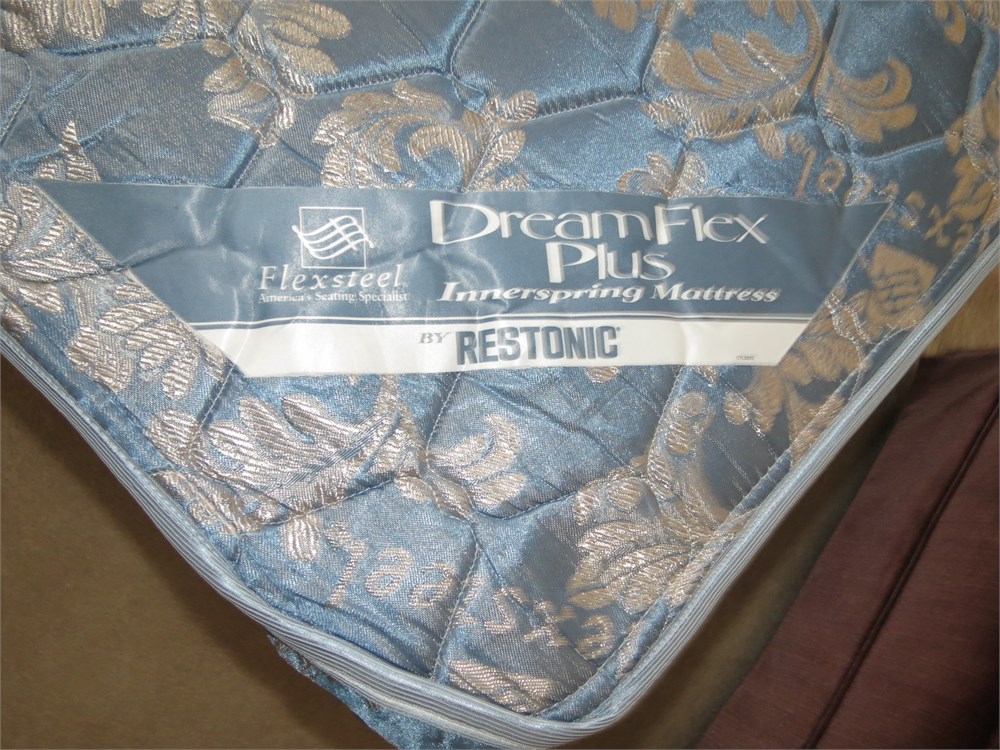 DreamFlex
Plus
Innerspring Mattress
Flexsteel
America's Seating Specialist
BY RESTONIC®